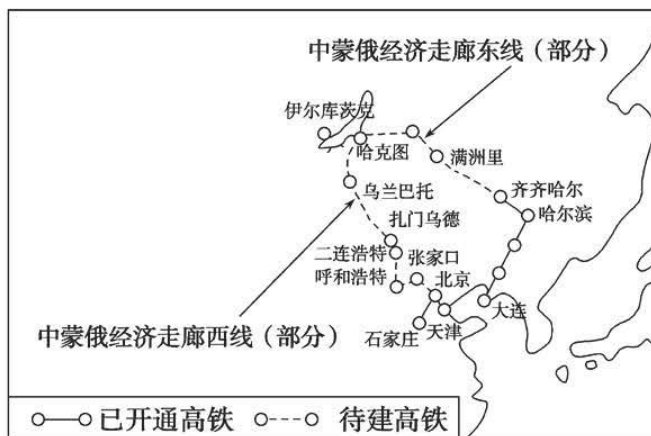 中蒙俄经济走廊东线（部分）
伊尔库茨克
哈克图
满洲里
乌兰巴托
齐齐哈尔
哈尔滨
扎门乌德
二连浩特
张家口
呼和浩特
北京
大连
中蒙俄经济走廊西线（部分）
石家庄
天津
已开通高铁
待建高铁